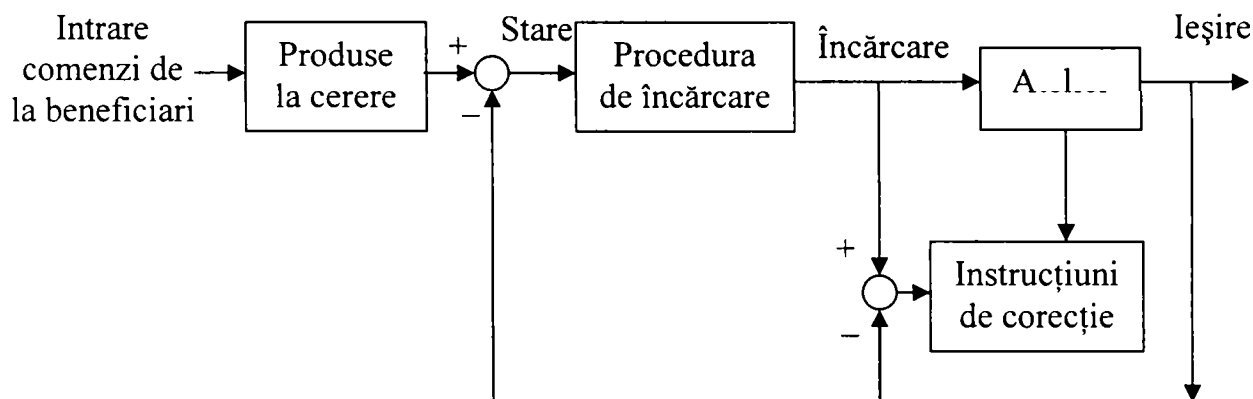 Intrare
comenzi de
la beneficiari
Produse
la cerere
+
−
Stare
Procedura
de încărcare
Încărcare
Ieşire
+
−
Instrucţiuni
de corecţie